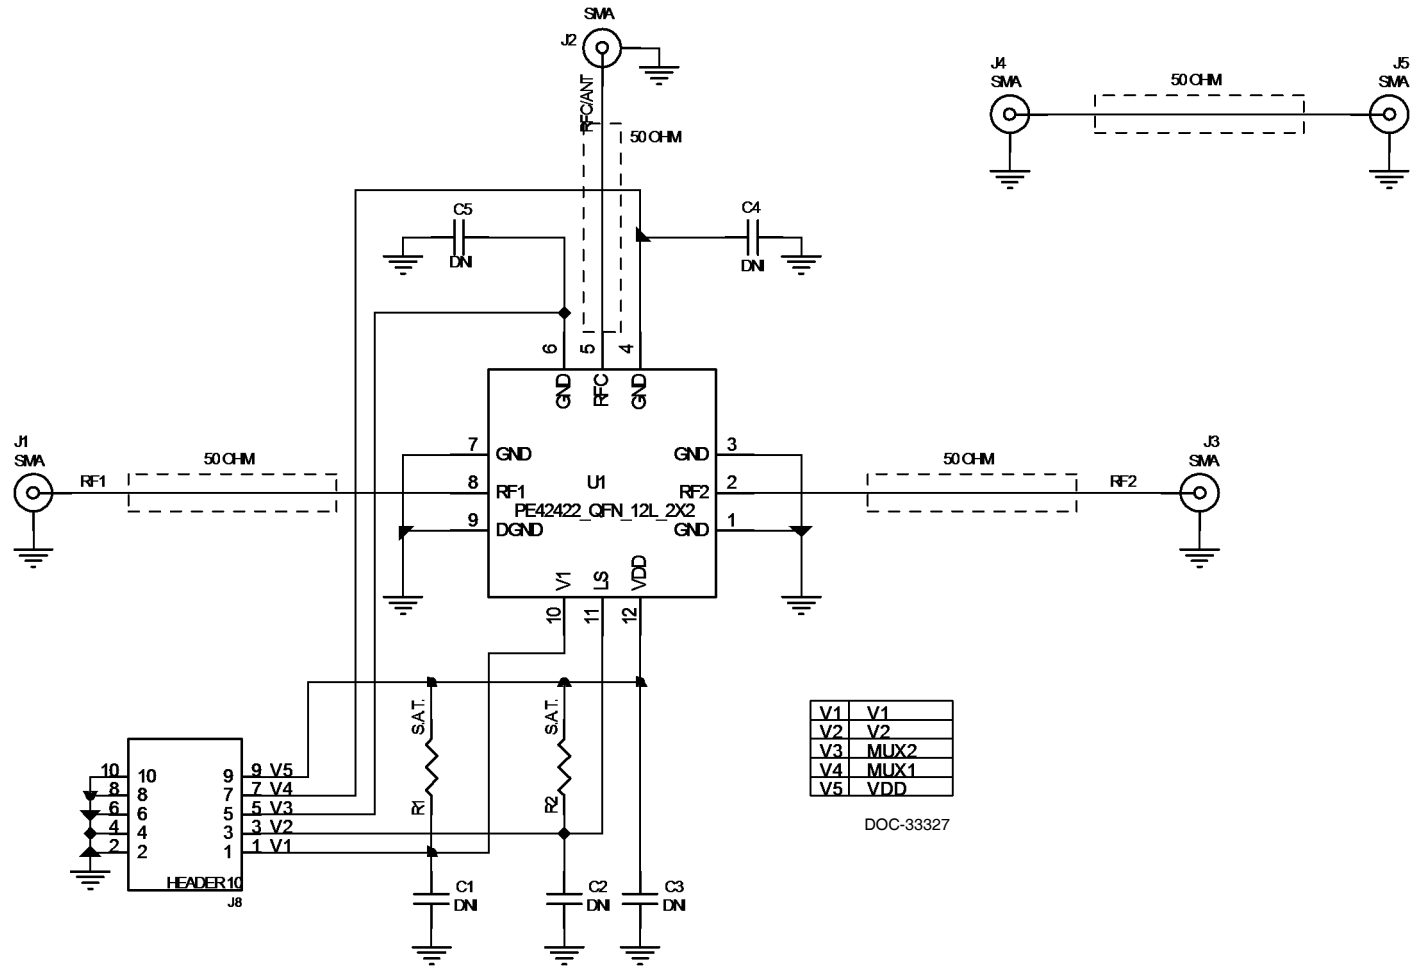 SMA
J2
RFC/ANT
50 OHM
J4
SMA
50 OHM
J5
SMA
C5
DNI
C4
DNI
6
5
4
GND
RFC
GND
J1
SMA
RF1
50 OHM
7
GND
8
RF1
9
DGND
U1
PE42422_QFN_12L_2X2
GND
3
RF2
2
GND
1
50 OHM
RF2
J3
SMA
V1
LS
VDD
10
11
12
S.A.T.
R1
S.A.T.
R2
10 10 9 9 V5
8 8 7 7 V4
6 6 5 5 V3
4 4 3 3 V2
2 2 1 1 V1
HEADER 10
J8
C1
DNI
C2
DNI
C3
DNI
V1 V1
V2 V2
V3 MUX2
V4 MUX1
V5 VDD
DOC-33327